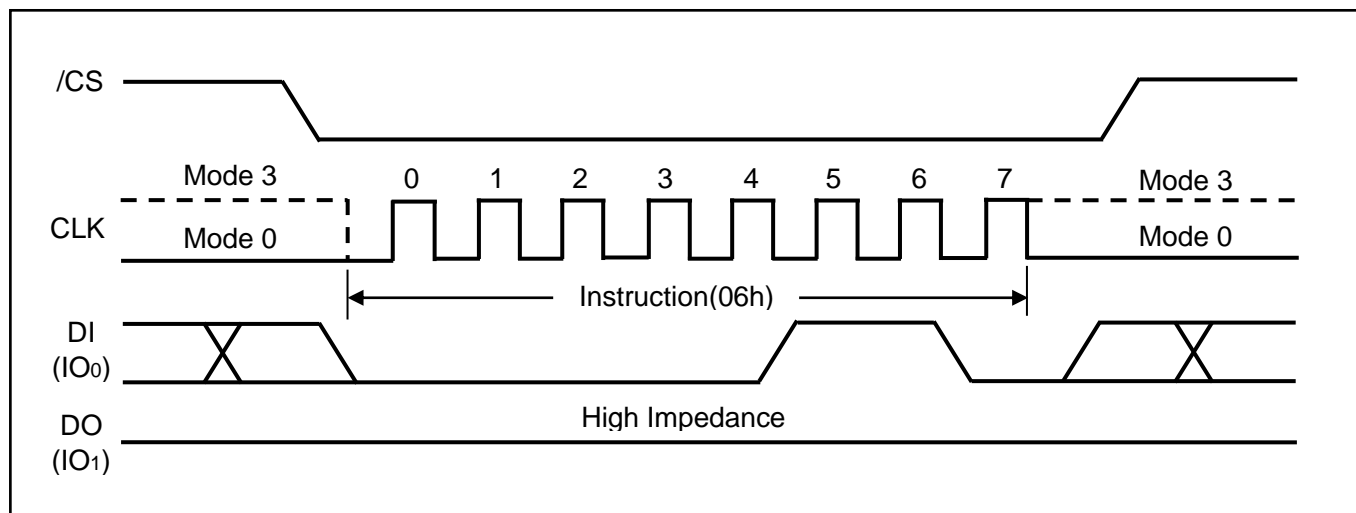 /CS
Mode 3 0 1 2 3 4 5 6 7 Mode 3
CLK
Mode 0 Mode 0
Instruction(06h)
DI
(IO0)
High Impedance
DO
(IO1)